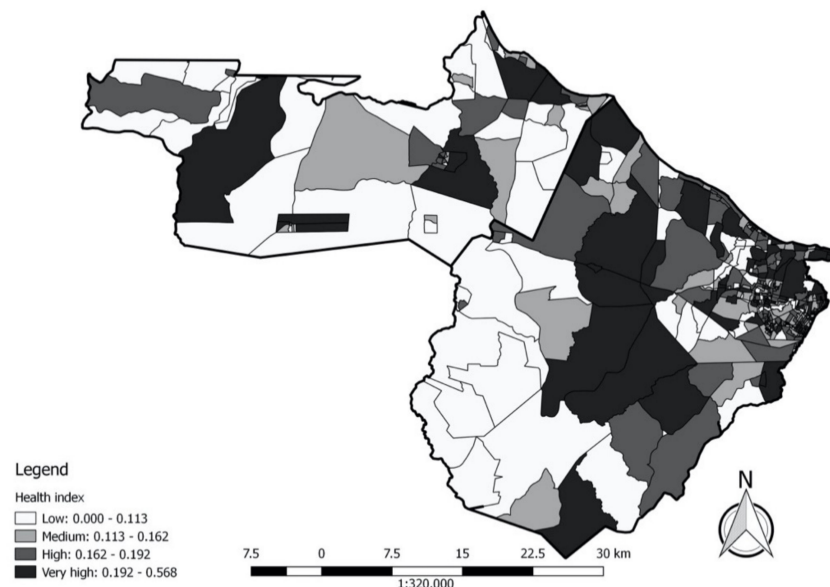 Legend
Health index
Low: 0.000 - 0.113
Medium: 0.113 - 0.162
High: 0.162 - 0.192
Very high: 0.192 - 0.568
7.5 0 7.5 15 22.5 30 km
1:320.000
N